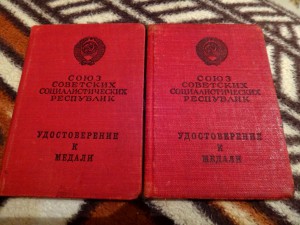 СОЮЗ
СОВЕТСКИХ
СОЦИАЛИСТИЧЕСКИХ
РЕСПУБЛИК
УДОСТОВЕРЕНИЕ
К
МЕДАЛИ
СОЮЗ
СОВЕТСКИХ
СОЦИАЛИСТИЧЕСКИХ
РЕСПУБЛИК
УДОСТОВЕРЕНИЕ
К
МЕДАЛИ